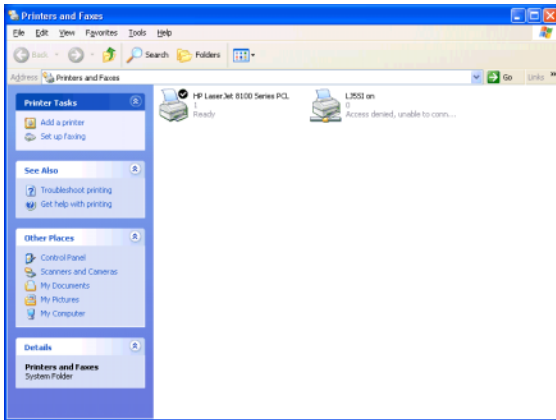 Printers and Faxes
File Edit View Favorites Tools Help
Back Search Folders
Address Printers and Faxes Go Links
Printer Tasks
Add a printer
Set up faxing
See Also
Troubleshoot printing
Get help with printing
Other Places
Control Panel
Scanners and Cameras
My Documents
My Pictures
My Computer
Details
Printers and Faxes
System Folder
HP LaserJet 8100 Series PCL
1
Ready
LJ5SI on
0
Access denied, unable to conn...